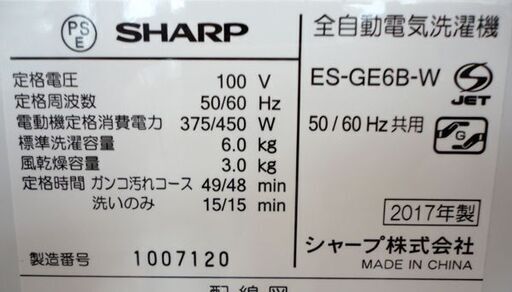 PS
E
SHARP
全自動電気洗濯機
定格電圧 100 V
ES-GE6B-W
S
JET
定格周波数 50/60 Hz
電動機定格消費電力 375/450 W
50/60 Hz 共用
G
標準洗濯容量 6.0 kg
風乾燥容量 3.0 kg
定格時間 ガンコ汚れコース 49/48 min
洗いのみ 15/15 min
2017年製
シャープ株式会社
製造番号 1007120
MADE IN CHINA
配線図